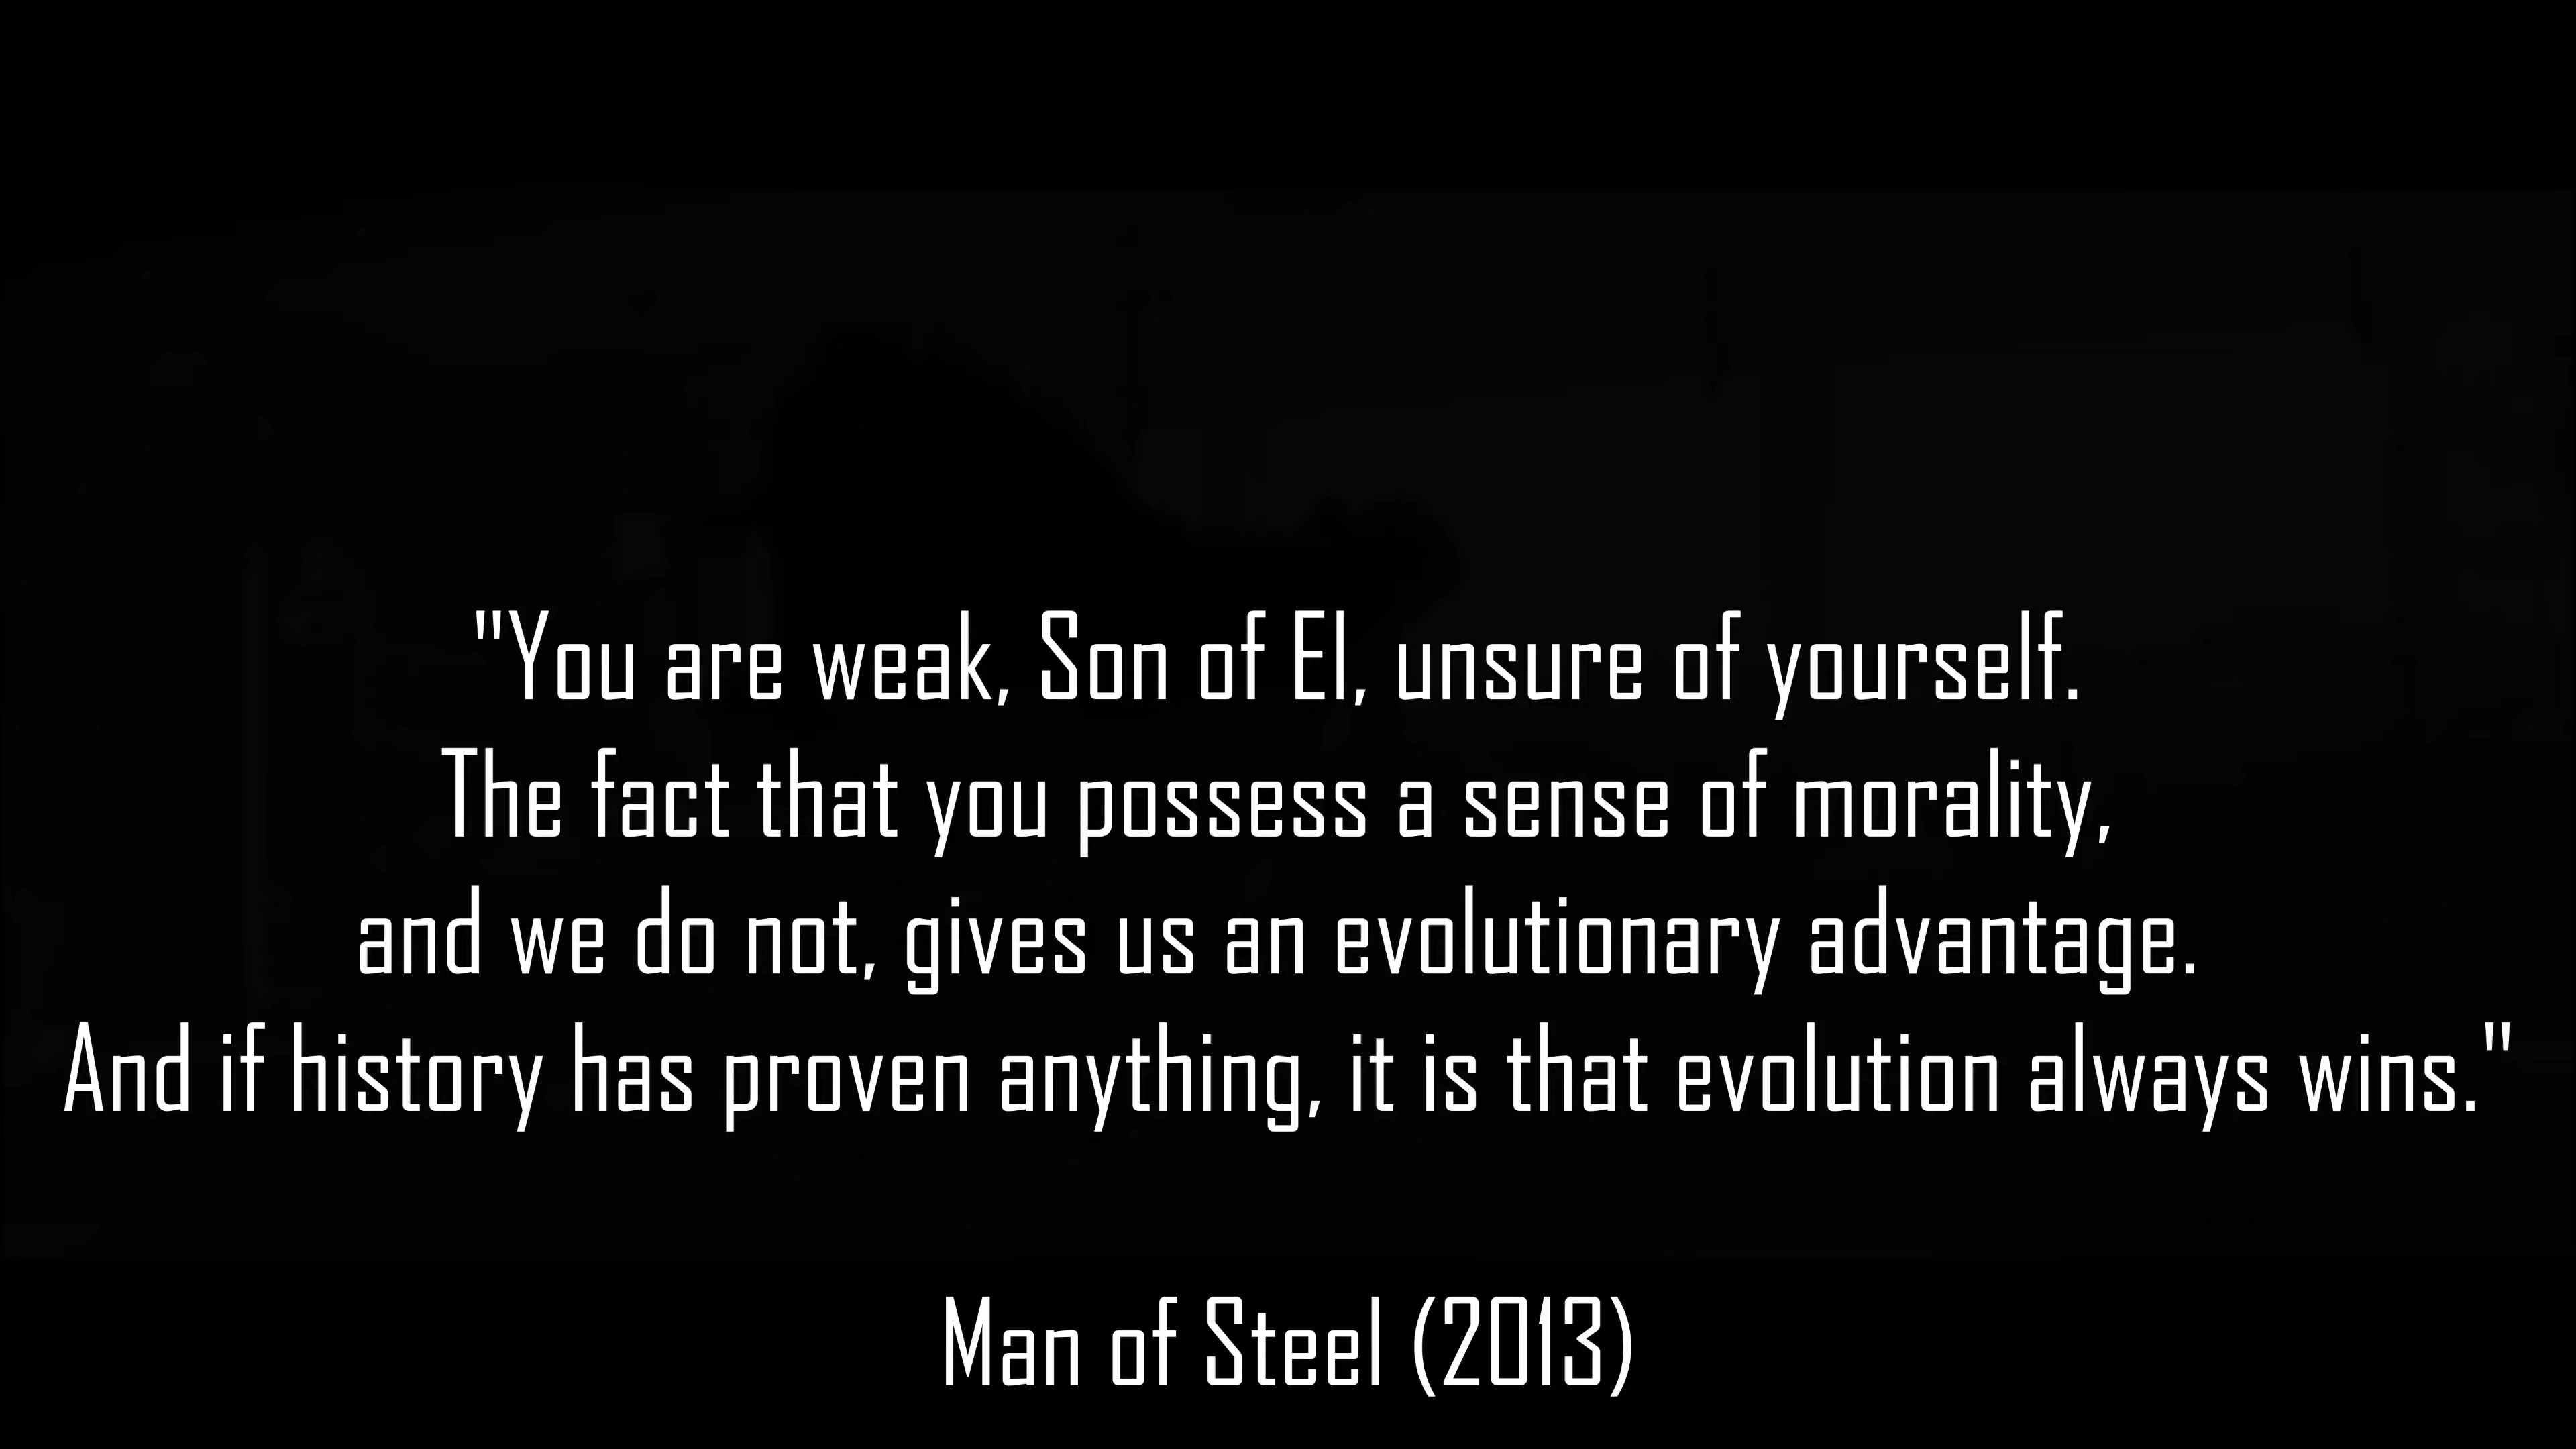 "You are weak, Son of El, unsure of yourself.
The fact that you possess a sense of morality,
and we do not, gives us an evolutionary advantage.
And if history has proven anything, it is that evolution always wins."
Man of Steel (2013)